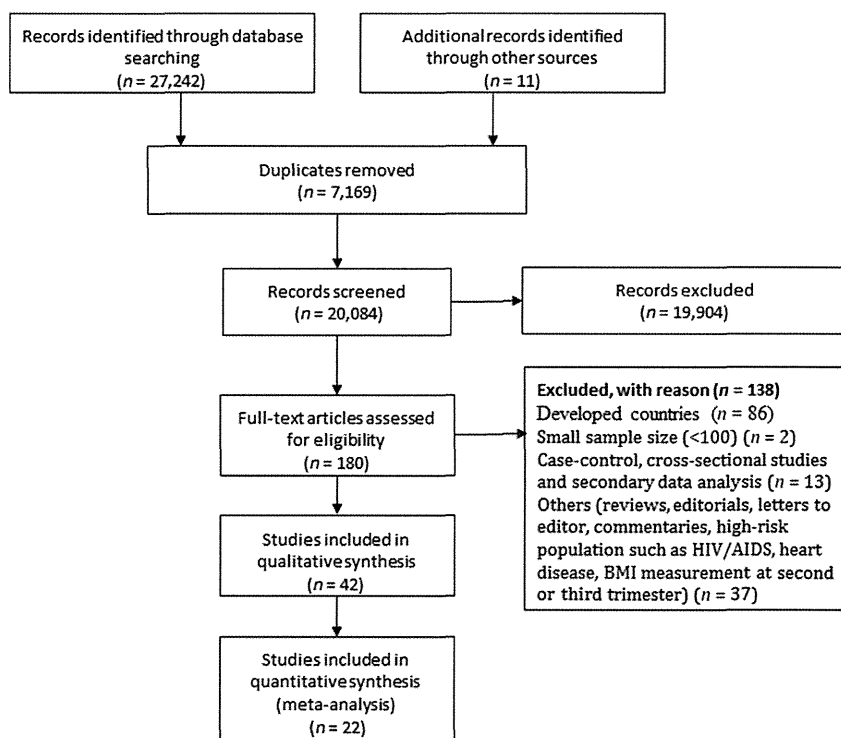 Records identified through database
searching
(n = 27,242)
Additional records identified
through other sources
(n = 11)
Duplicates removed
(n = 7,169)
Records screened
(n = 20,084)
Records excluded
(n = 19,904)
Full-text articles assessed
for eligibility
(n = 180)
Excluded, with reason (n = 138)
Developed countries (n = 86)
Small sample size (<100) (n = 2)
Case-control, cross-sectional studies
and secondary data analysis (n = 13)
Others (reviews, editorials, letters to
editor, commentaries, high-risk
population such as HIV/AIDS, heart
disease, BMI measurement at second
or third trimester) (n = 37)
Studies included in
qualitative synthesis
(n = 42)
Studies included in
quantitative synthesis
(meta-analysis)
(n = 22)